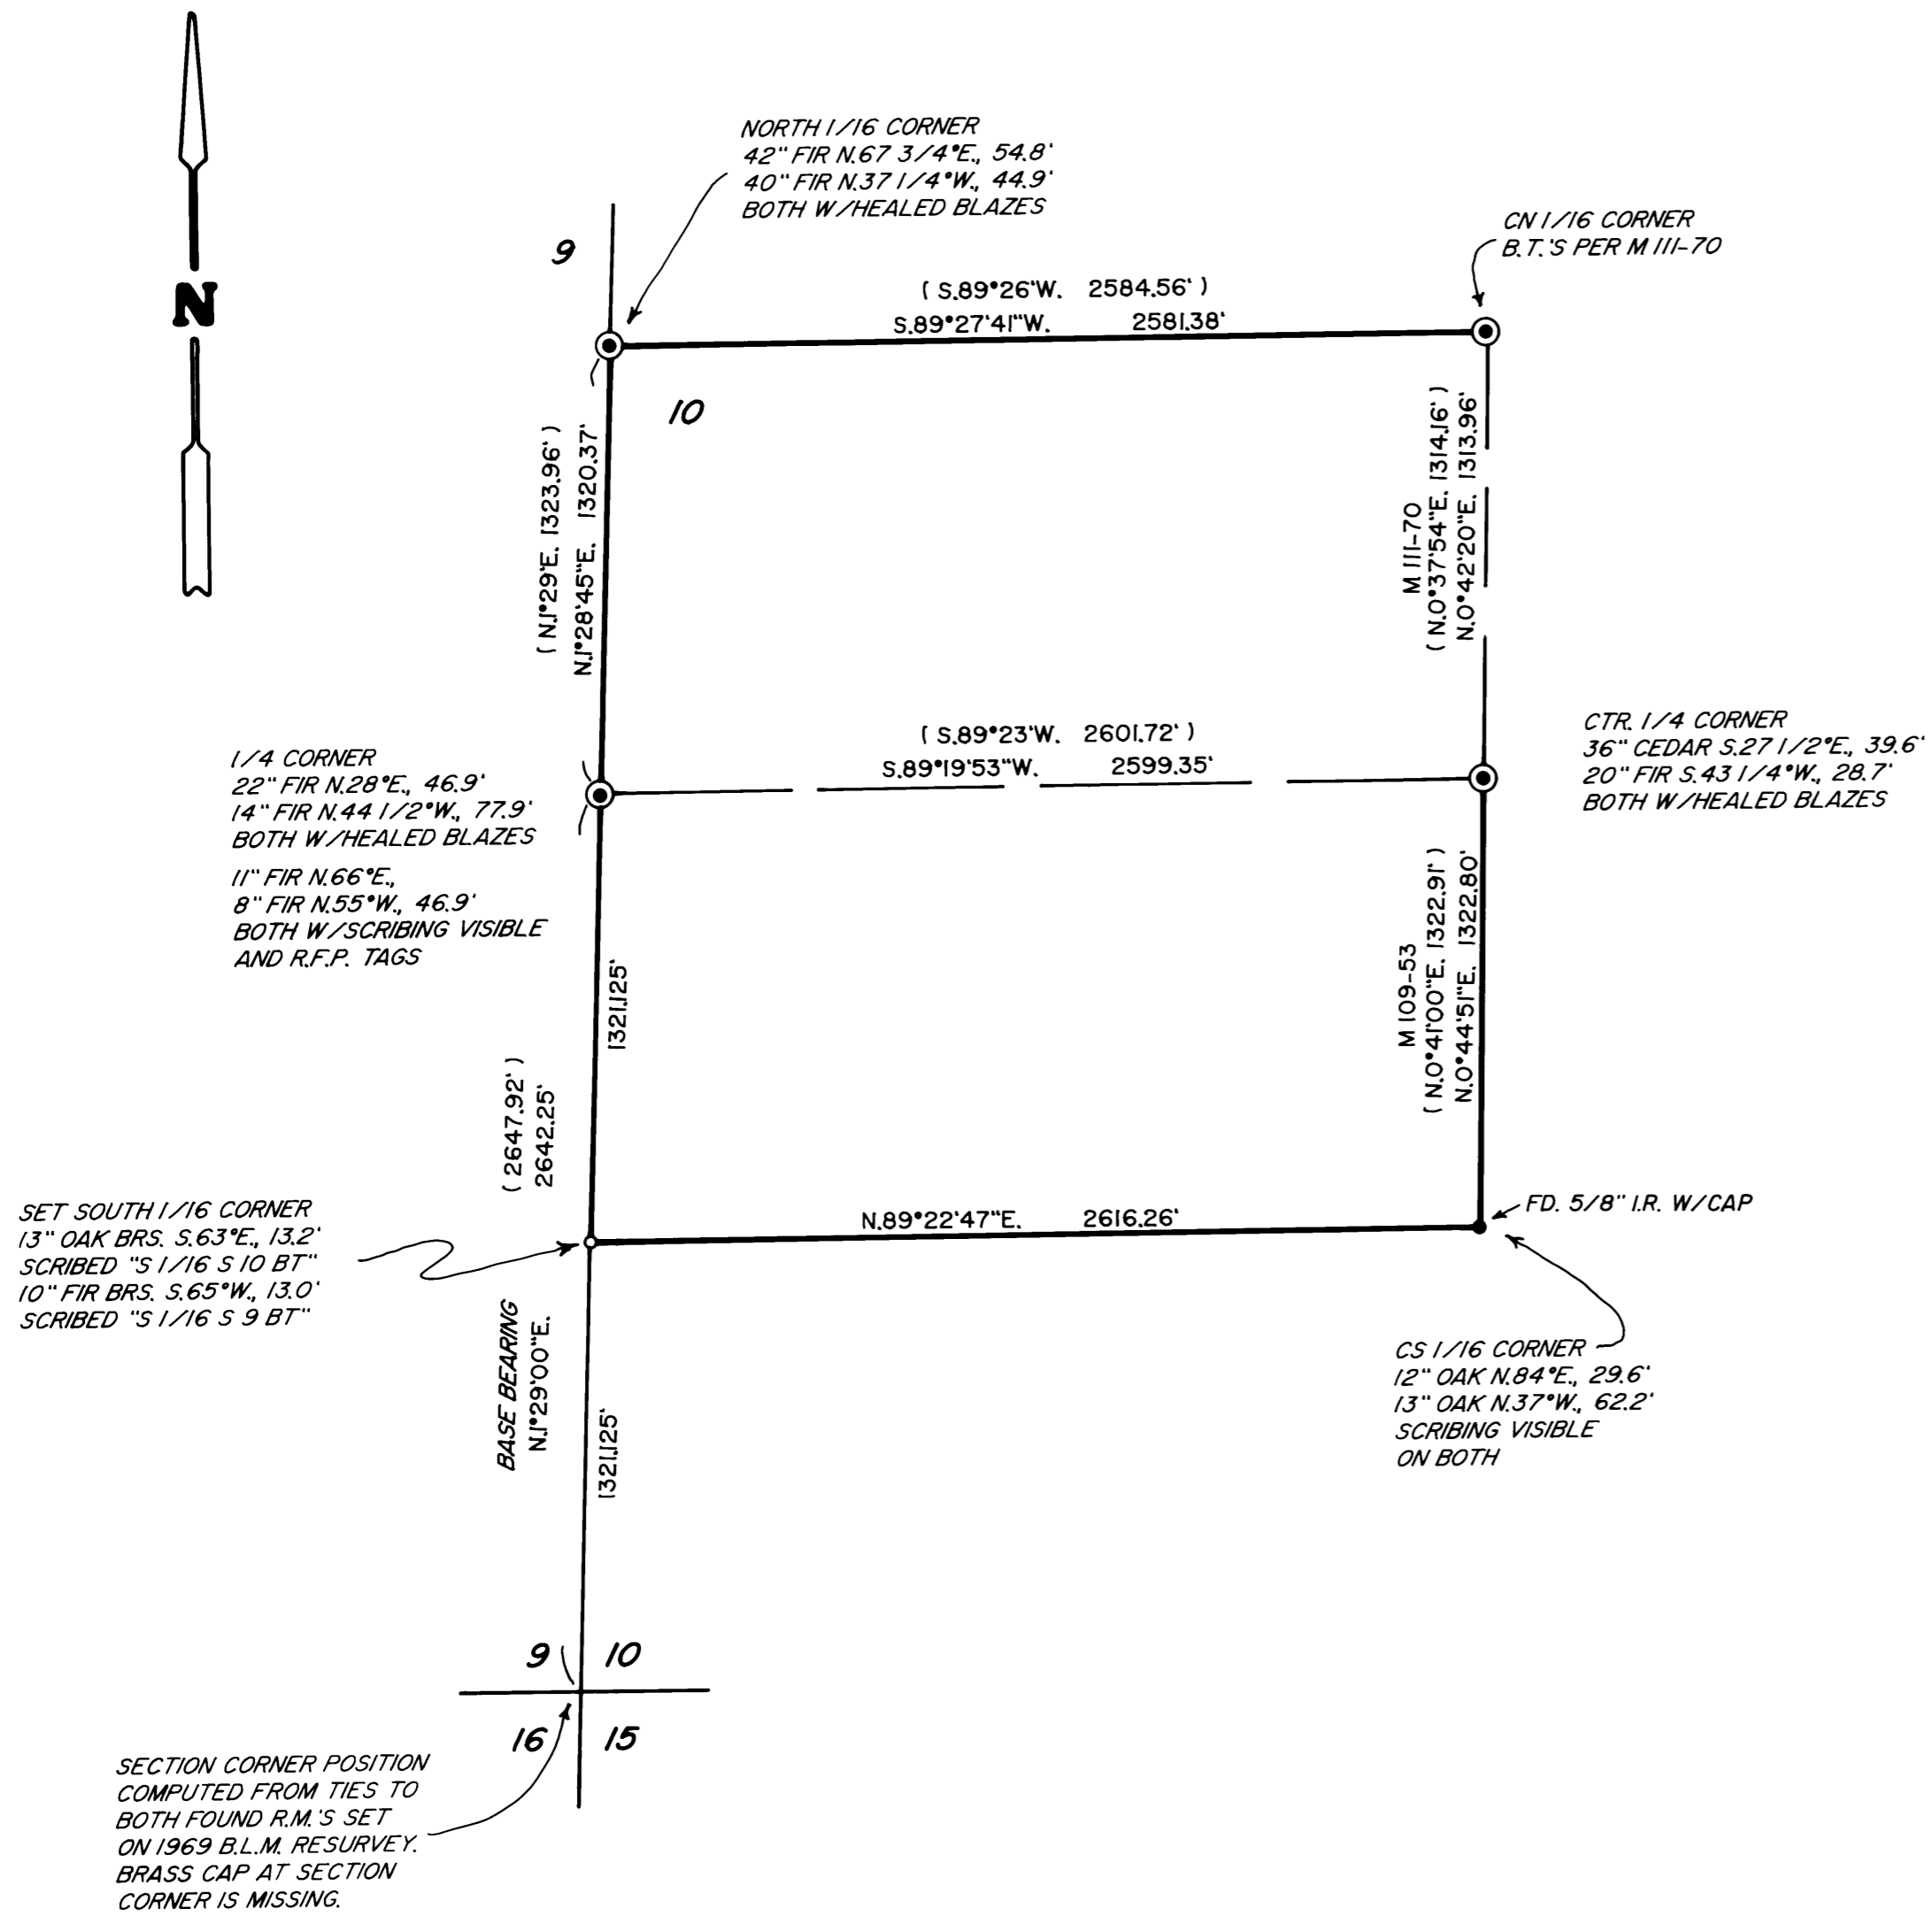 N
NORTH 1/16 CORNER
42" FIR N.67 3/4°E., 54.8'
40" FIR N.37 1/4°W., 44.9'
BOTH W/HEALED BLAZES
CN 1/16 CORNER
B.T.'S PER M 111-70
9
10
( S.89°26'W. 2584.56' )
S.89°27'41"W. 2581.38'
( N.1°29'E. 1323.96' )
N.1°28'45"E. 1320.37'
M 111-70
( N.0°37'54"E. 1314.16' )
N.0°42'20"E. 1313.96'
( S.89°23'W. 2601.72' )
S.89°19'53"W. 2599.35'
1/4 CORNER
22" FIR N.28°E., 46.9'
14" FIR N.44 1/2°W., 77.9'
BOTH W/HEALED BLAZES
11" FIR N.66°E.,
8" FIR N.55°W., 46.9'
BOTH W/SCRIBING VISIBLE
AND R.F.P. TAGS
CTR. 1/4 CORNER
36" CEDAR S.27 1/2°E., 39.6'
20" FIR S.43 1/4°W., 28.7'
BOTH W/HEALED BLAZES
1321.125'
( 2647.92' )
2642.25'
M 109-53
( N.0°41'00"E. 1322.91' )
N.0°44'51"E. 1322.80'
SET SOUTH 1/16 CORNER
13" OAK BRS. S.63°E., 13.2'
SCRIBED "S 1/16 S 10 BT"
10" FIR BRS. S.65°W., 13.0'
SCRIBED "S 1/16 S 9 BT"
N.89°22'47"E. 2616.26'
FD. 5/8" I.R. W/CAP
BASE BEARING
N.1°29'00"E.
1321.125'
CS 1/16 CORNER
12" OAK N.84°E., 29.6'
13" OAK N.37°W., 62.2'
SCRIBING VISIBLE
ON BOTH
9 10
16 15
SECTION CORNER POSITION
COMPUTED FROM TIES TO
BOTH FOUND R.M.'S SET
ON 1969 B.L.M. RESURVEY.
BRASS CAP AT SECTION
CORNER IS MISSING.